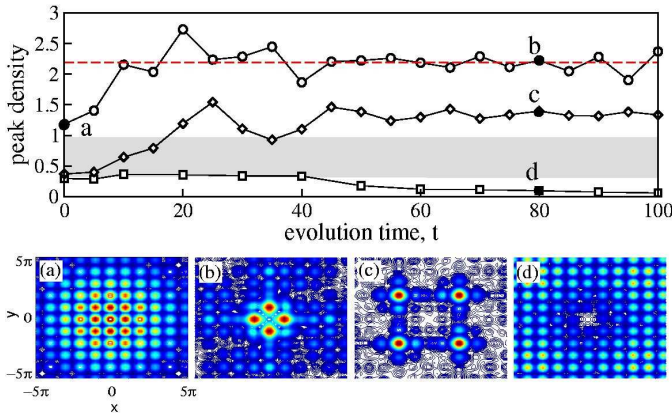 3
2.5
2
1.5
1
0.5
0
peak density
a
b
c
d
0 20 40 60 80 100
evolution time, t
(a) (b) (c) (d)
5π
0
−5π
y
−5π 0 5π
x